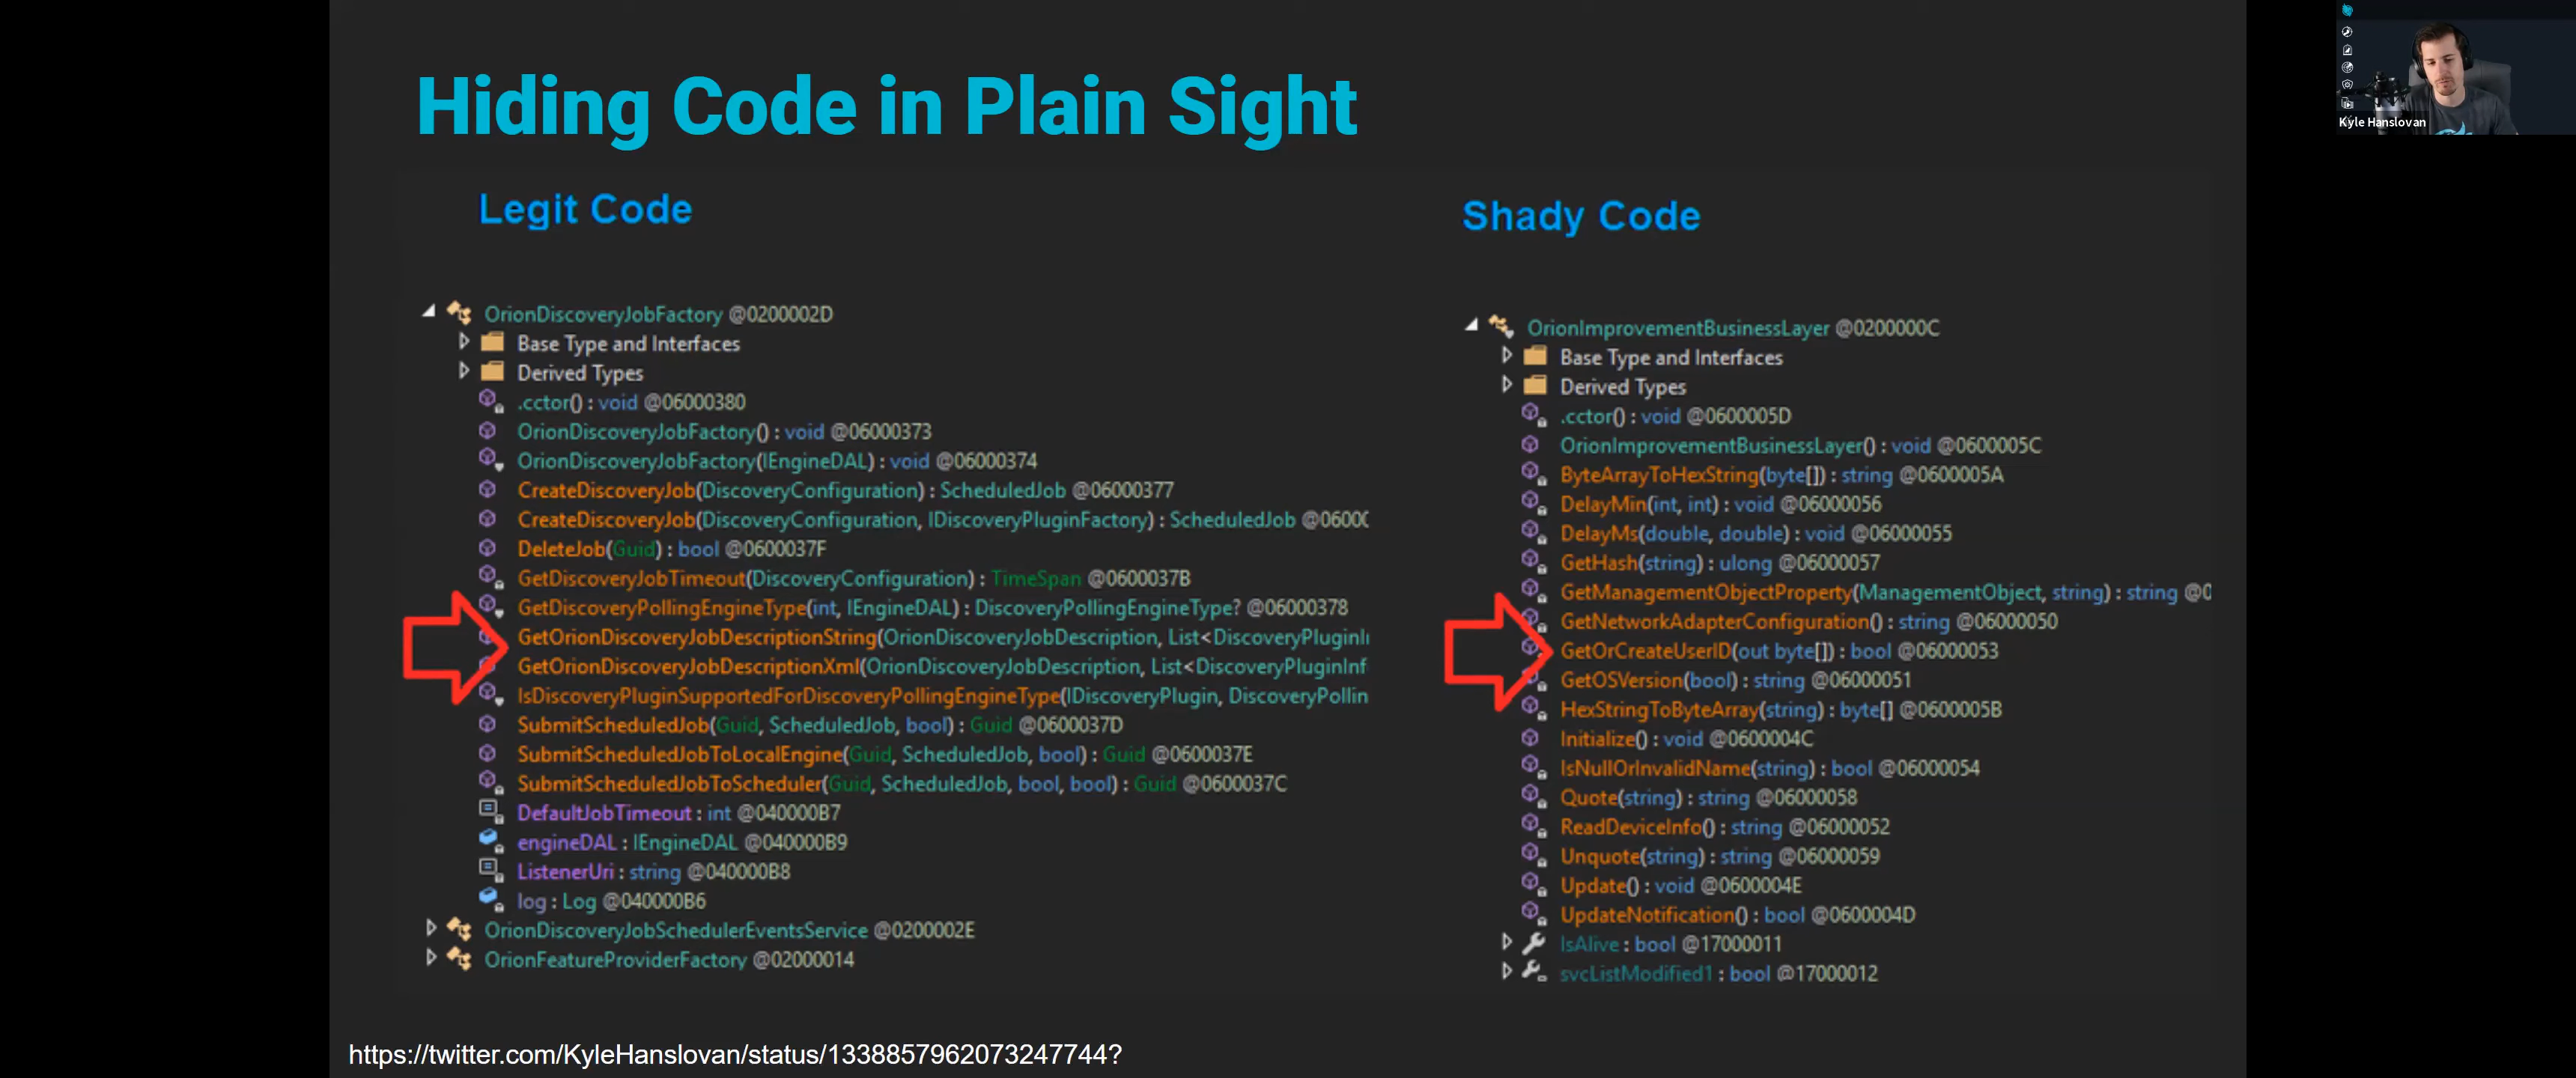 Hiding Code in Plain Sight
Kyle Hanslovan
Legit Code
OrionDiscoveryJobFactory @0200002D
Base Type and Interfaces
Derived Types
.cctor() : void @06000380
OrionDiscoveryJobFactory() : void @06000373
OrionDiscoveryJobFactory(IEngineDAL) : void @06000374
CreateDiscoveryJob(DiscoveryConfiguration) : ScheduledJob @06000377
CreateDiscoveryJob(DiscoveryConfiguration, IDiscoveryPluginFactory) : ScheduledJob @0600
DeleteJob(Guid) : bool @0600037F
GetDiscoveryJobTimeout(DiscoveryConfiguration) : TimeSpan @0600037B
GetDiscoveryPollingEngineType(int, IEngineDAL) : DiscoveryPollingEngineType? @06000378
GetOrionDiscoveryJobDescriptionString(OrionDiscoveryJobDescription, List<DiscoveryPluginI
GetOrionDiscoveryJobDescriptionXml(OrionDiscoveryJobDescription, List<DiscoveryPluginInf
IsDiscoveryPluginSupportedForDiscoveryPollingEngineType(IDiscoveryPlugin, DiscoveryPollin
SubmitScheduledJob(Guid, ScheduledJob, bool) : Guid @0600037D
SubmitScheduledJobToLocalEngine(Guid, ScheduledJob, bool) : Guid @0600037E
SubmitScheduledJobToScheduler(Guid, ScheduledJob, bool, bool) : Guid @0600037C
DefaultJobTimeout : int @040000B7
engineDAL : IEngineDAL @040000B9
ListenerUri : string @040000B8
log : Log @040000B6
OrionDiscoveryJobSchedulerEventsService @0200002E
OrionFeatureProviderFactory @02000014
Shady Code
OrionImprovementBusinessLayer @0200000C
Base Type and Interfaces
Derived Types
.cctor() : void @0600005D
OrionImprovementBusinessLayer() : void @0600005C
ByteArrayToHexString(byte[]) : string @0600005A
DelayMin(int, int) : void @06000056
DelayMs(double, double) : void @06000055
GetHash(string) : ulong @06000057
GetManagementObjectProperty(ManagementObject, string) : string @0
GetNetworkAdapterConfiguration() : string @06000050
GetOrCreateUserID(out byte[]) : bool @06000053
GetOSVersion(bool) : string @06000051
HexStringToByteArray(string) : byte[] @0600005B
Initialize() : void @0600004C
IsNullOrInvalidName(string) : bool @06000054
Quote(string) : string @06000058
ReadDeviceInfo() : string @06000052
Unquote(string) : string @06000059
Update() : void @0600004E
UpdateNotification() : bool @0600004D
IsAlive : bool @17000011
svcListModified1 : bool @17000012
https://twitter.com/KyleHanslovan/status/1338857962073247744?